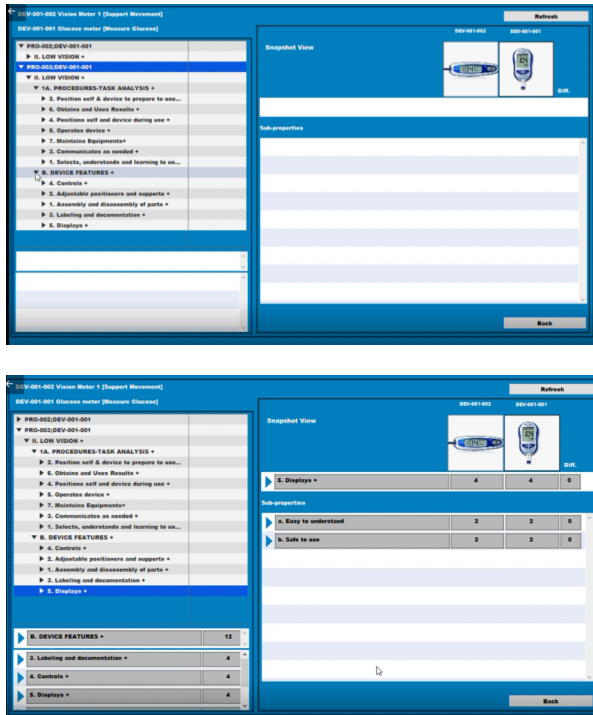 DEV-001-002 Vision Meter 1 [Support Movement]
Refresh
DEV-001-001 Glucose meter [Measure Glucose]
DEV-001-002
DEV-001-001
Snapshot View
Diff.
PRO-002;DEV-001-001
II. LOW VISION +
PRO-003;DEV-001-001
II. LOW VISION +
1A. PROCEDURES-TASK ANALYSIS +
2. Position self & device to prepare to use...
6. Obtains and Uses Results +
4. Positions self and device during use +
5. Operates device +
7. Maintains Equipments+
3. Communicates as needed +
1. Selects, understands and learning to us...
B. DEVICE FEATURES +
4. Controls +
2. Adjustable positioners and supports +
1. Assembly and disassembly of parts +
3. Labeling and documentation +
5. Displays +
Sub-properties
Back
DEV-001-002 Vision Meter 1 [Support Movement]
Refresh
DEV-001-001 Glucose meter [Measure Glucose]
DEV-001-002
DEV-001-001
Snapshot View
Diff.
PRO-002;DEV-001-001
PRO-003;DEV-001-001
II. LOW VISION +
1A. PROCEDURES-TASK ANALYSIS +
2. Position self & device to prepare to use...
6. Obtains and Uses Results +
4. Positions self and device during use +
5. Operates device +
7. Maintains Equipments+
3. Communicates as needed +
1. Selects, understands and learning to us...
B. DEVICE FEATURES +
4. Controls +
2. Adjustable positioners and supports +
1. Assembly and disassembly of parts +
3. Labeling and documentation +
5. Displays +
B. DEVICE FEATURES + 12
3. Labeling and documentation + 4
4. Controls + 4
5. Displays + 4
5. Displays + 4 4 0
Sub-properties
a. Easy to understand 2 2 0
b. Safe to use 2 2 0
Back